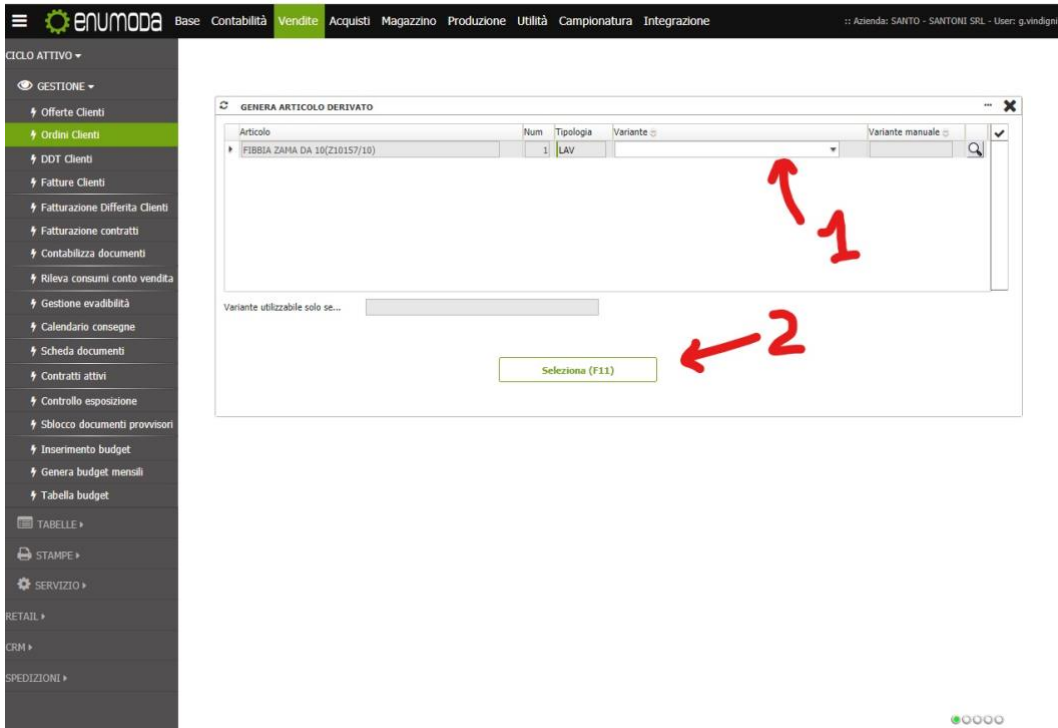 enumoda Base Contabilità Vendite Acquisti Magazzino Produzione Utilità Campionatura Integrazione :: Azienda: SANTO - SANTONI SRL - User: g.vindigni
CICLO ATTIVO
GESTIONE
Offerte Clienti
Ordini Clienti
DDT Clienti
Fatture Clienti
Fatturazione Differita Clienti
Fatturazione contratti
Contabilizza documenti
Rileva consumi conto vendita
Gestione evadibilità
Calendario consegne
Scheda documenti
Contratti attivi
Controllo esposizione
Sblocco documenti provvisori
Inserimento budget
Genera budget mensili
Tabella budget
TABELLE
STAMPE
SERVIZIO
RETAIL
CRM
SPEDIZIONI
GENERA ARTICOLO DERIVATO
Articolo Num Tipologia Variante Variante manuale
FIBBIA ZAMA DA 10(Z10157/10) 1 LAV
1
Variante utilizzabile solo se...
2
Seleziona (F11)